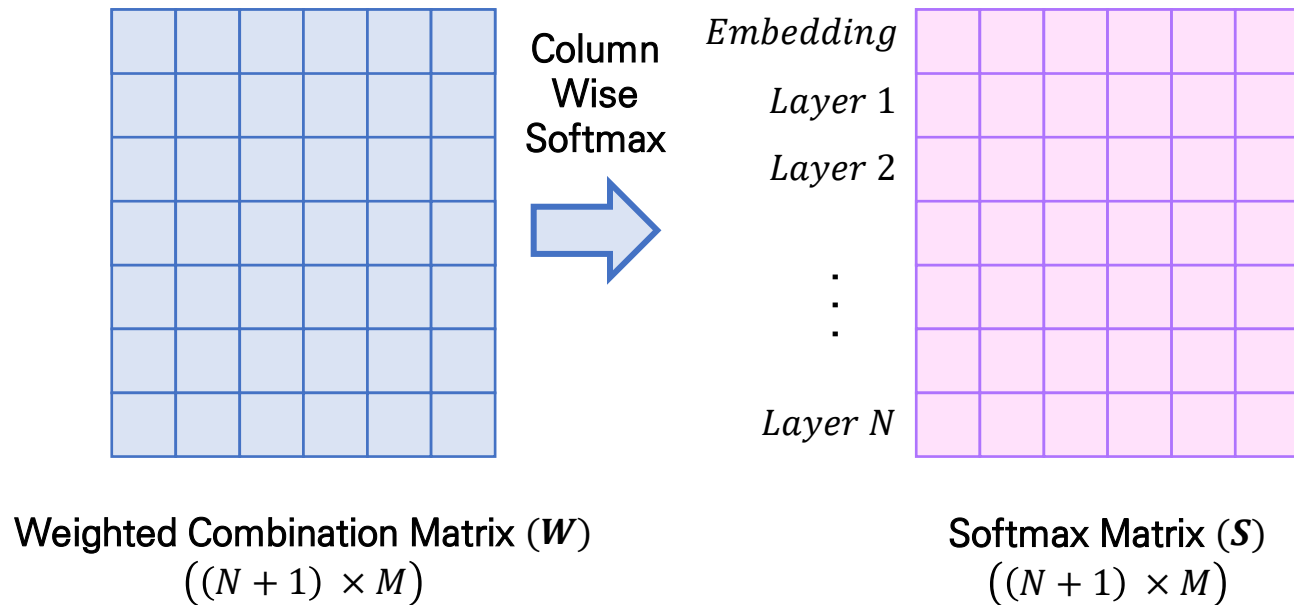 Column
Wise
Softmax
Embedding
Layer 1
Layer 2
.
.
.
Layer N
Weighted Combination Matrix (W)
((N + 1) × M)
Softmax Matrix (S)
((N + 1) × M)